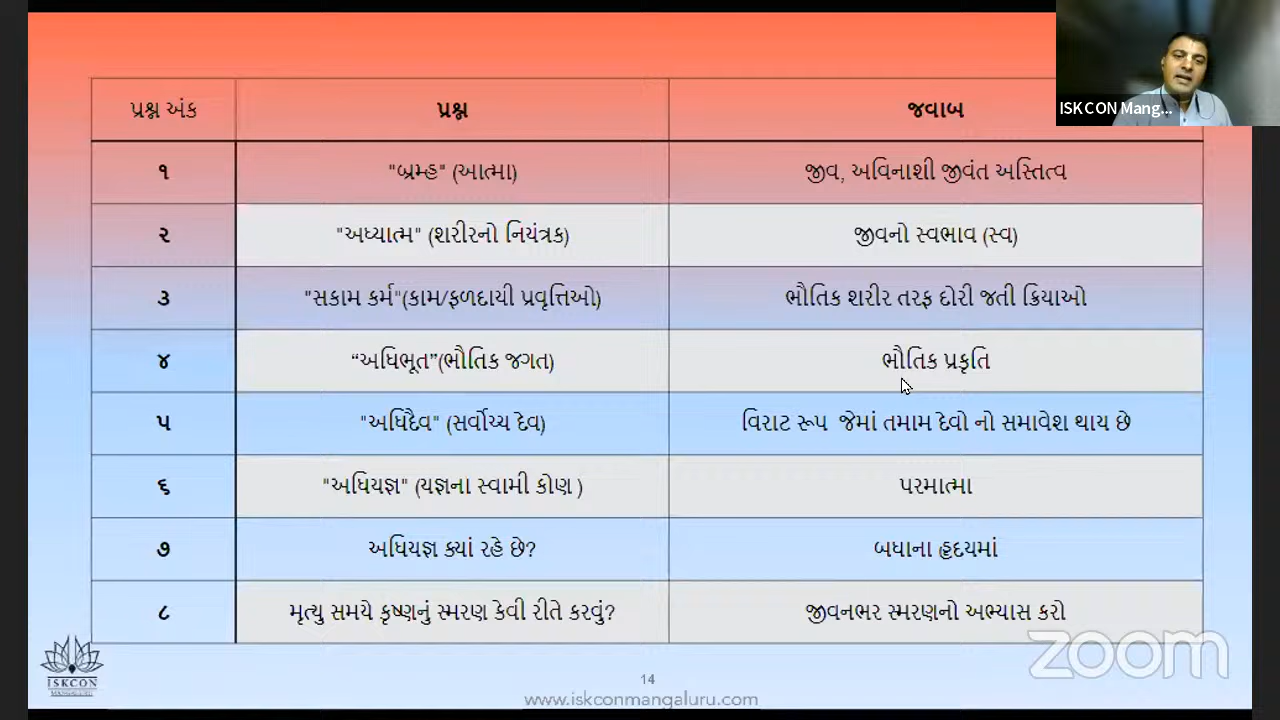 ISKCON Mang...
પ્રશ્ન અંક પ્રશ્ન જવાબ
૧ "બ્રમ્હ" (આત્મા) જીવ, અવિનાશી જીવંત અસ્તિત્વ
૨ "અધ્યાત્મ" (શરીરનો નિયંત્રક) જીવનો સ્વભાવ (સ્વ)
૩ "સકામ કર્મ"(કામ/ફળદાયી પ્રવૃત્તિઓ) ભૌતિક શરીર તરફ દોરી જતી ક્રિયાઓ
૪ “અધિભૂત”(ભૌતિક જગત) ભૌતિક પ્રકૃતિ
૫ "અધિદૈવ" (સર્વોચ્ચ દેવ) વિરાટ રૂપ જેમાં તમામ દેવો નો સમાવેશ થાય છે
૬ "અધિયજ્ઞ" (યજ્ઞના સ્વામી કોણ ) પરમાત્મા
૭ અધિયજ્ઞ ક્યાં રહે છે? બધાના હૃદયમાં
૮ મૃત્યુ સમયે કૃષ્ણનું સ્મરણ કેવી રીતે કરવું? જીવનભર સ્મરણનો અભ્યાસ કરો
zoom
ISKCON
MANGALURU
14
www.iskconmangaluru.com